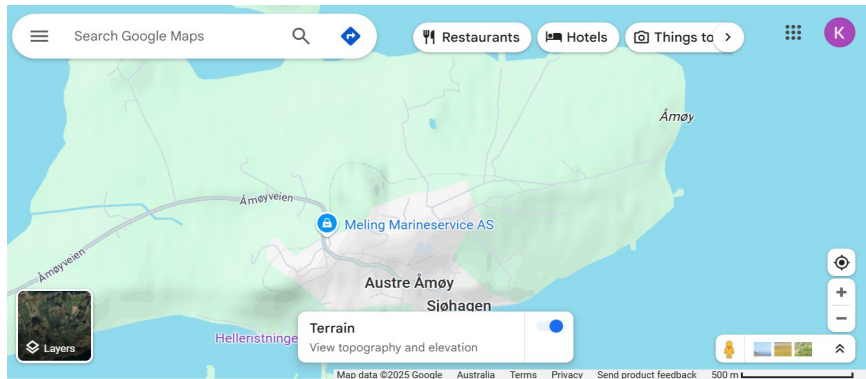 Search Google Maps
Restaurants
Hotels
Things to
K
Åmøy
Åmøyveien
Meling Marineservice AS
Åmøyveien
Austre Åmøy
Sjøhagen
Helleristninge
Terrain
View topography and elevation
Layers
Map data ©2025 Google Australia Terms Privacy Send product feedback 500 m